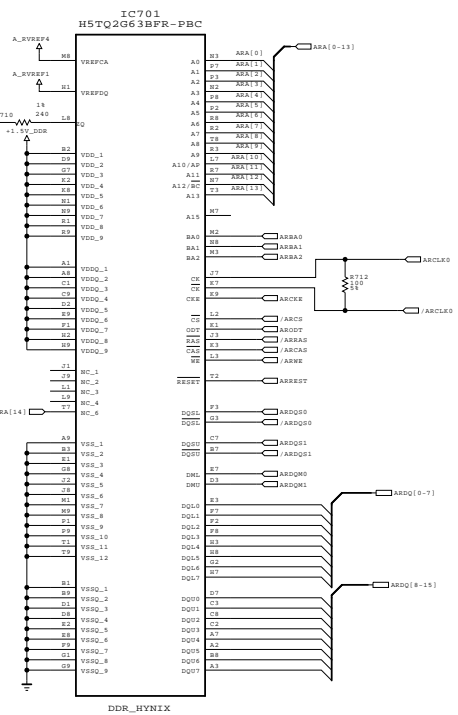 IC701
H5TQ2G63BFR-PBC
A_RVREF4
M8 VREFCA
A_RVREF1
H1 VREFDQ
1%
710 240
L8 ZQ
+1.5V_DDR
B2 VDD_1
D9 VDD_2
G7 VDD_3
K2 VDD_4
K8 VDD_5
N1 VDD_6
N9 VDD_7
R1 VDD_8
R9 VDD_9
A1 VDDQ_1
A8 VDDQ_2
C1 VDDQ_3
C9 VDDQ_4
D2 VDDQ_5
E9 VDDQ_6
F1 VDDQ_7
H2 VDDQ_8
H9 VDDQ_9
J1 NC_1
J9 NC_2
L1 NC_3
L9 NC_4
RA[14] T7 NC_6
A9 VSS_1
B3 VSS_2
E1 VSS_3
G8 VSS_4
J2 VSS_5
J8 VSS_6
M1 VSS_7
M9 VSS_8
P1 VSS_9
P9 VSS_10
T1 VSS_11
T9 VSS_12
B1 VSSQ_1
B9 VSSQ_2
D1 VSSQ_3
D8 VSSQ_4
E2 VSSQ_5
E8 VSSQ_6
F9 VSSQ_7
G1 VSSQ_8
G9 VSSQ_9
A0 N3 ARA[0]
A1 P7 ARA[1]
A2 P3 ARA[2]
A3 N2 ARA[3]
A4 P8 ARA[4]
A5 P2 ARA[5]
A6 R8 ARA[6]
A7 R2 ARA[7]
A8 T8 ARA[8]
A9 R3 ARA[9]
A10/AP L7 ARA[10]
A11 R7 ARA[11]
A12/BC N7 ARA[12]
A13 T3 ARA[13]
ARA[0-13]
A15 M7
BA0 M2 ARBA0
BA1 N8 ARBA1
BA2 M3 ARBA2
CK J7 ARCLK0
CK K7 /ARCLK0
R712
100
5%
CKE K9 ARCKE
CS L2 /ARCS
ODT K1 ARODT
RAS J3 /ARRAS
CAS K3 /ARCAS
WE L3 /ARWE
RESET T2 ARREST
DQSL F3 ARDQS0
DQSL G3 /ARDQS0
DQSU C7 ARDQS1
DQSU B7 /ARDQS1
DML E7 ARDQM0
DMU D3 ARDQM1
DQL0 E3
DQL1 F7
DQL2 F2
DQL3 F8
DQL4 H3
DQL5 H8
DQL6 G2
DQL7 H7
ARDQ[0-7]
DQU0 D7
DQU1 C3
DQU2 C8
DQU3 C2
DQU4 A7
DQU5 A2
DQU6 B8
DQU7 A3
ARDQ[8-15]
DDR_HYNIX